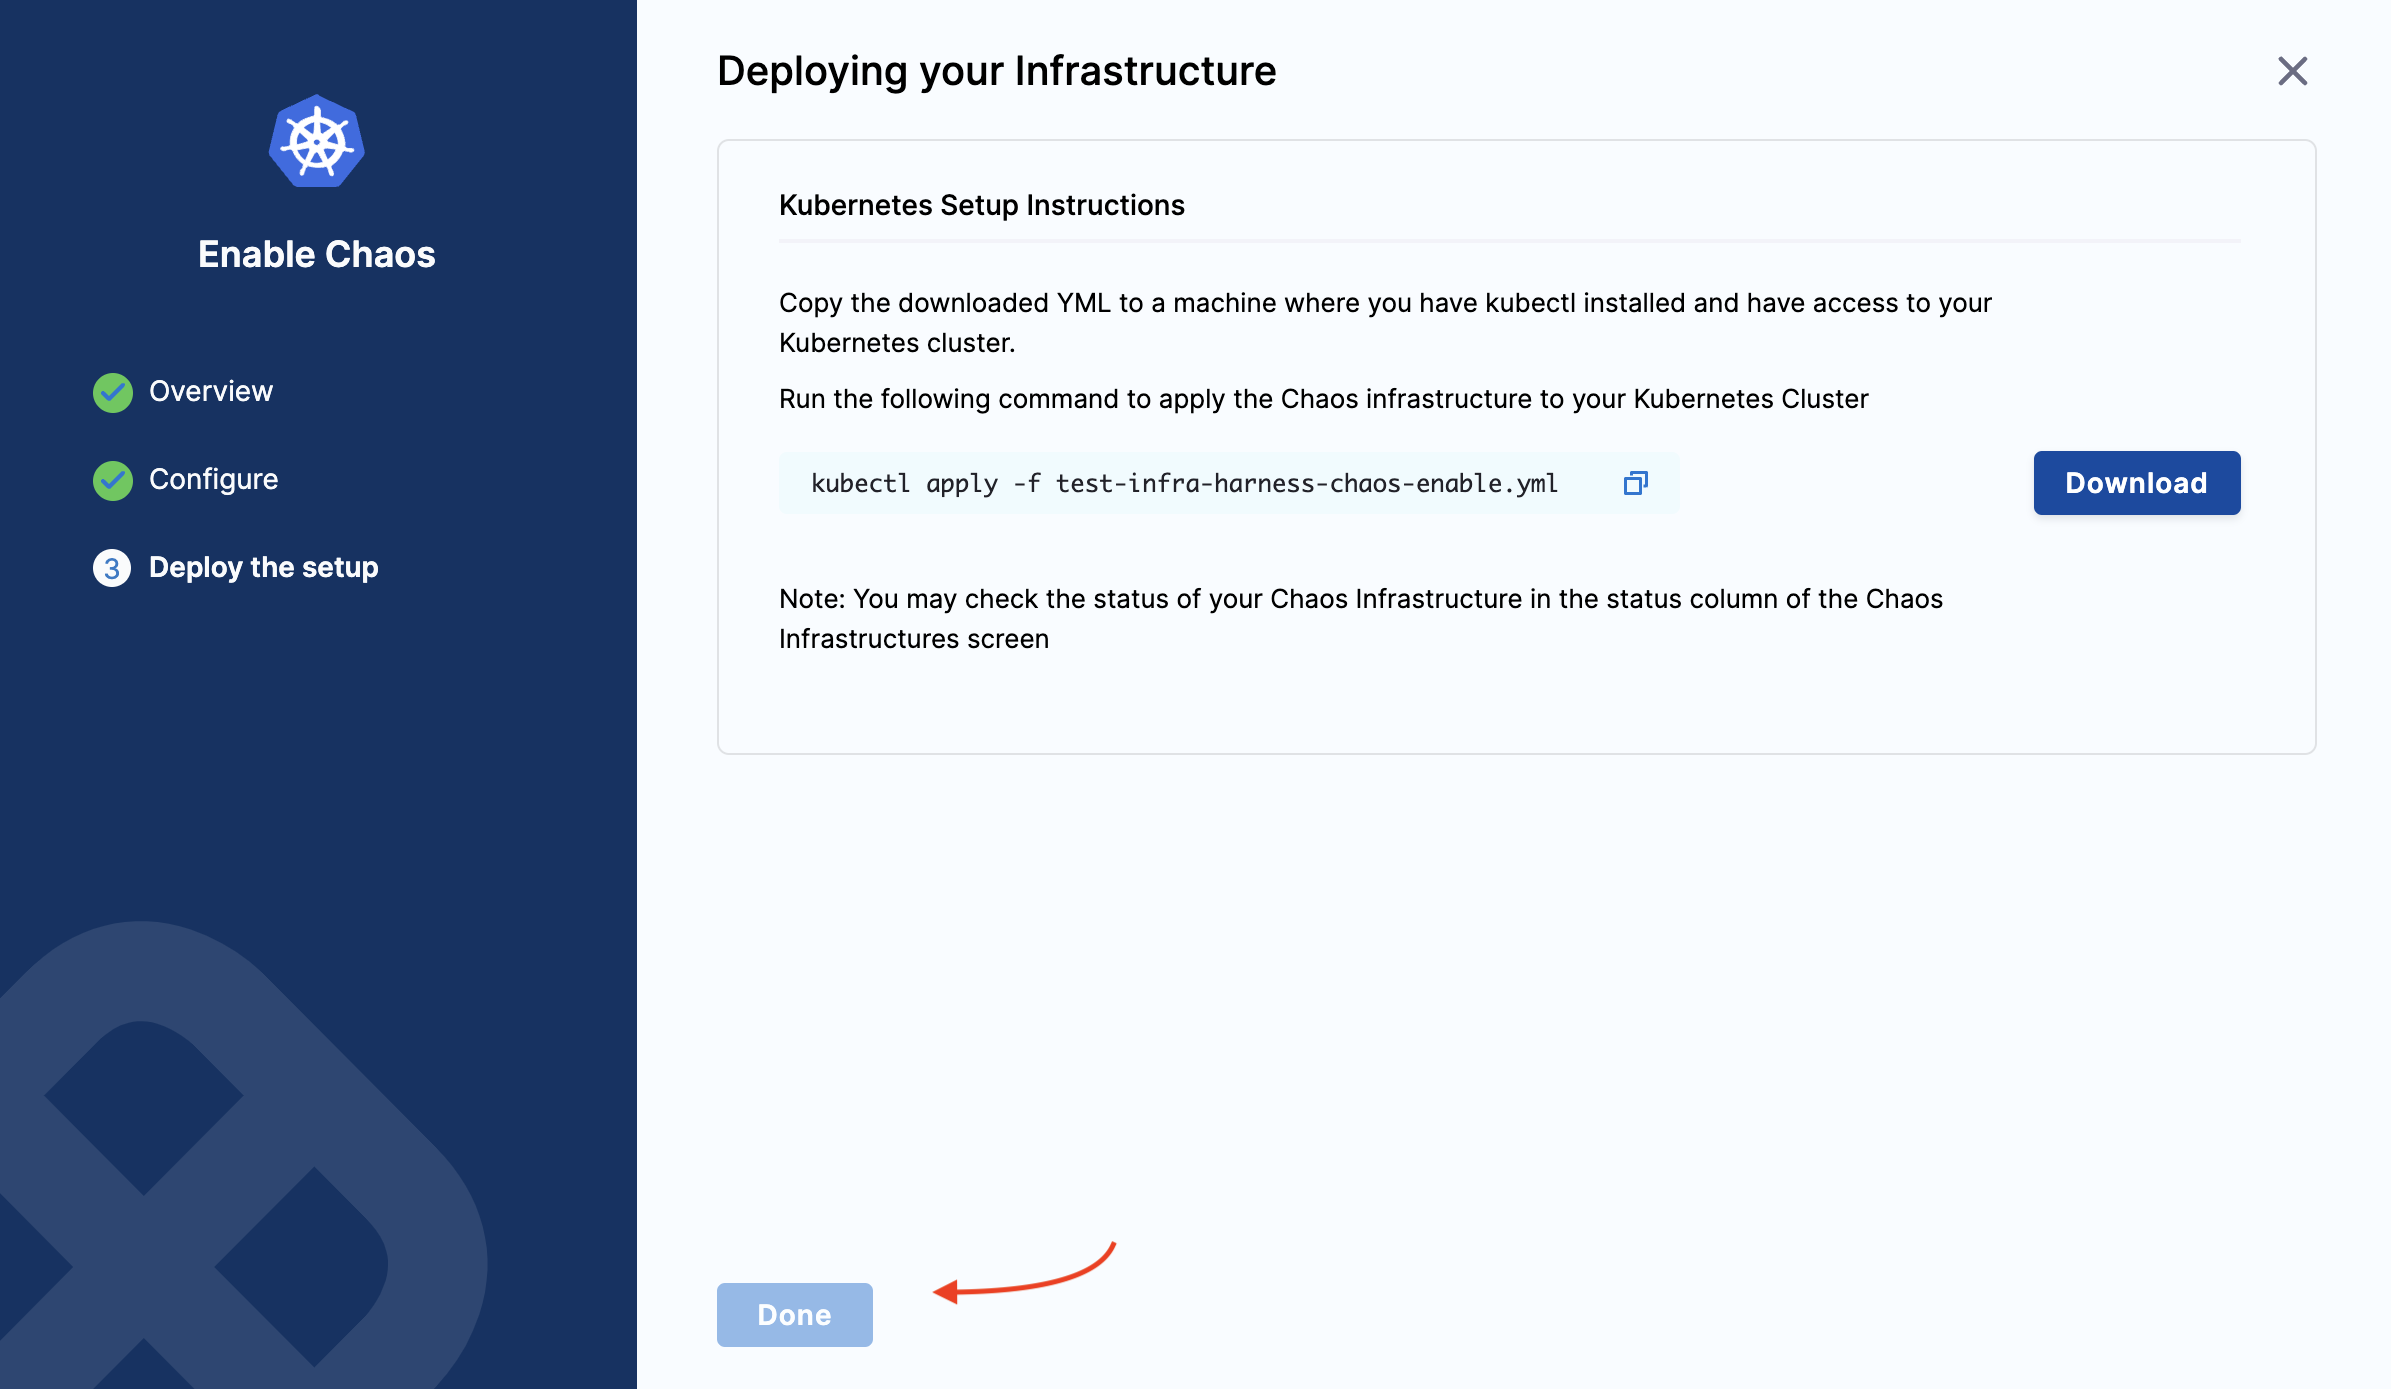 Enable Chaos
Overview
Configure
3 Deploy the setup
Deploying your Infrastructure
Kubernetes Setup Instructions
Copy the downloaded YML to a machine where you have kubectl installed and have access to your
Kubernetes cluster.
Run the following command to apply the Chaos infrastructure to your Kubernetes Cluster
kubectl apply -f test-infra-harness-chaos-enable.yml
Download
Note: You may check the status of your Chaos Infrastructure in the status column of the Chaos
Infrastructures screen
Done